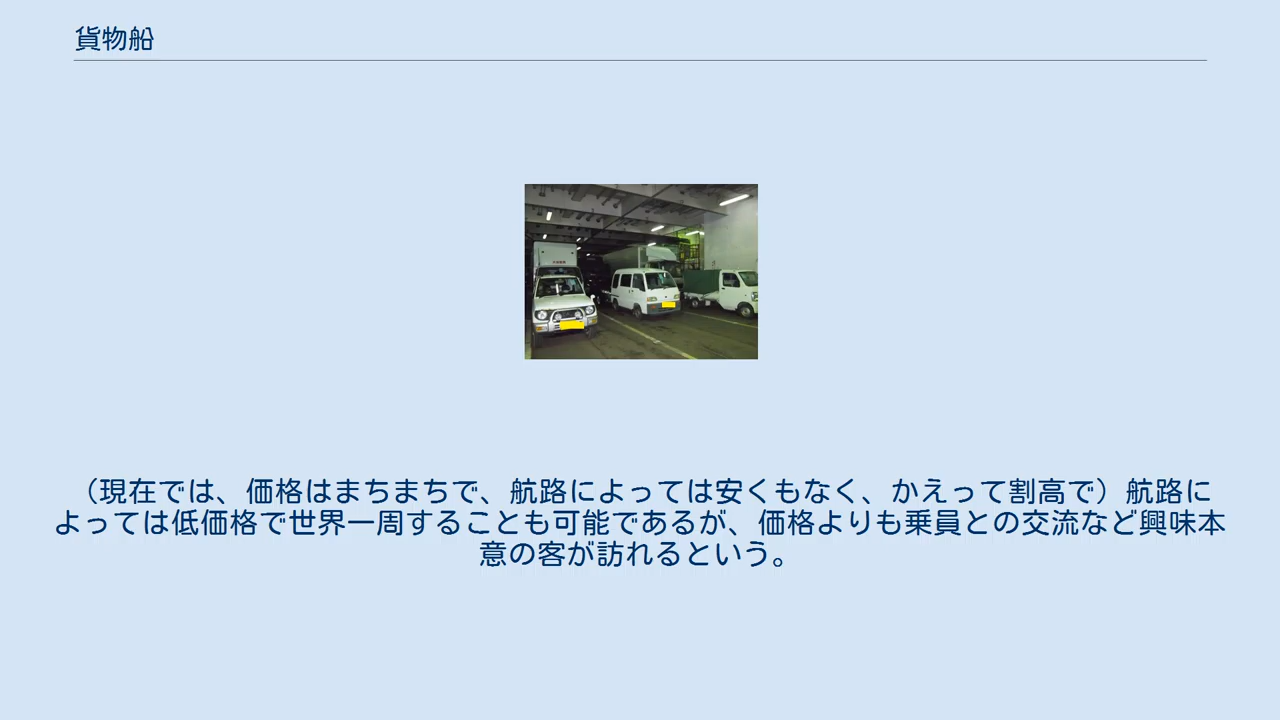 貨物船
（現在では、価格はまちまちで、航路によっては安くもなく、かえって割高で）航路に
よっては低価格で世界一周することも可能であるが、価格よりも乗員との交流など興味本
意の客が訪れるという。